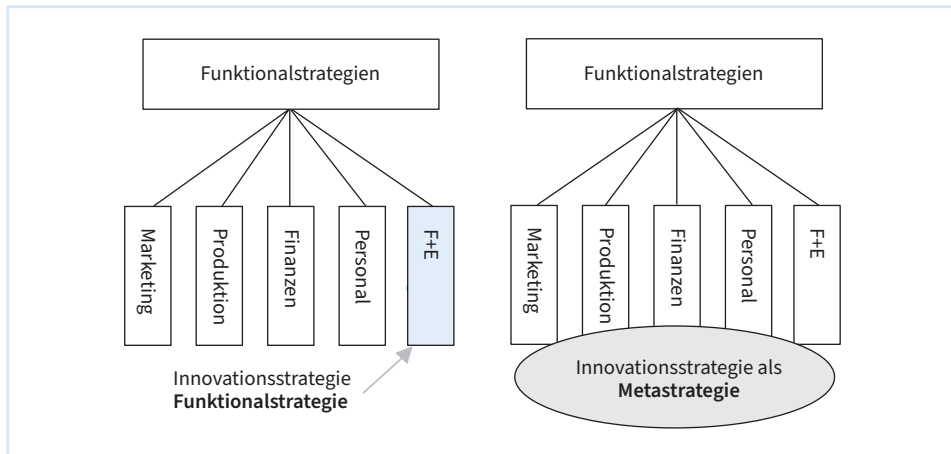 Funktionalstrategien
Marketing
Produktion
Finanzen
Personal
F+E
Innovationsstrategie
Funktionalstrategie
Funktionalstrategien
Marketing
Produktion
Finanzen
Personal
F+E
Innovationsstrategie als
Metastrategie